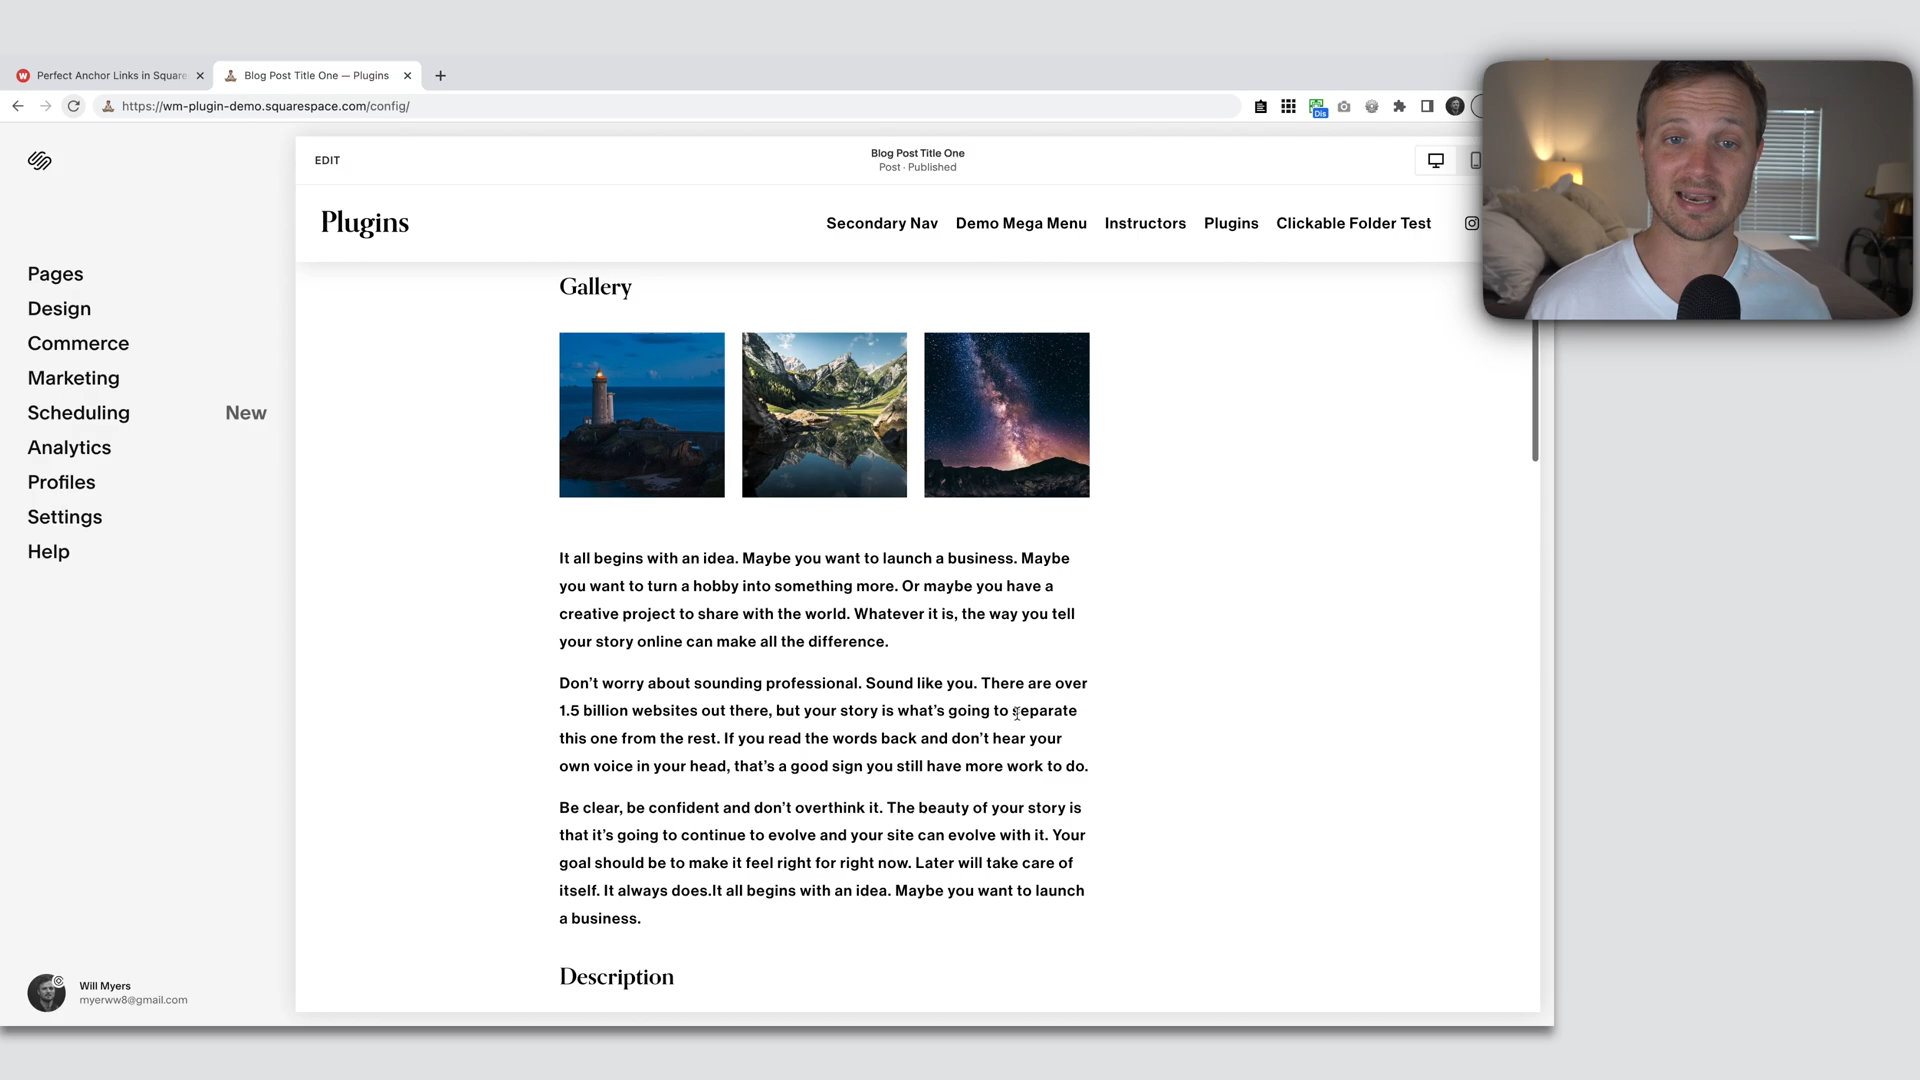 Perfect Anchor Links in Square
Blog Post Title One — Plugins
https://wm-plugin-demo.squarespace.com/config/
Dis
EDIT
Blog Post Title One
Post · Published
Plugins
Secondary Nav
Demo Mega Menu
Instructors
Plugins
Clickable Folder Test
Pages
Design
Commerce
Marketing
Scheduling
New
Analytics
Profiles
Settings
Help
Gallery
It all begins with an idea. Maybe you want to launch a business. Maybe
you want to turn a hobby into something more. Or maybe you have a
creative project to share with the world. Whatever it is, the way you tell
your story online can make all the difference.
Don’t worry about sounding professional. Sound like you. There are over
1.5 billion websites out there, but your story is what’s going to separate
this one from the rest. If you read the words back and don’t hear your
own voice in your head, that’s a good sign you still have more work to do.
Be clear, be confident and don’t overthink it. The beauty of your story is
that it’s going to continue to evolve and your site can evolve with it. Your
goal should be to make it feel right for right now. Later will take care of
itself. It always does.It all begins with an idea. Maybe you want to launch
a business.
Description
Will Myers
myerww8@gmail.com